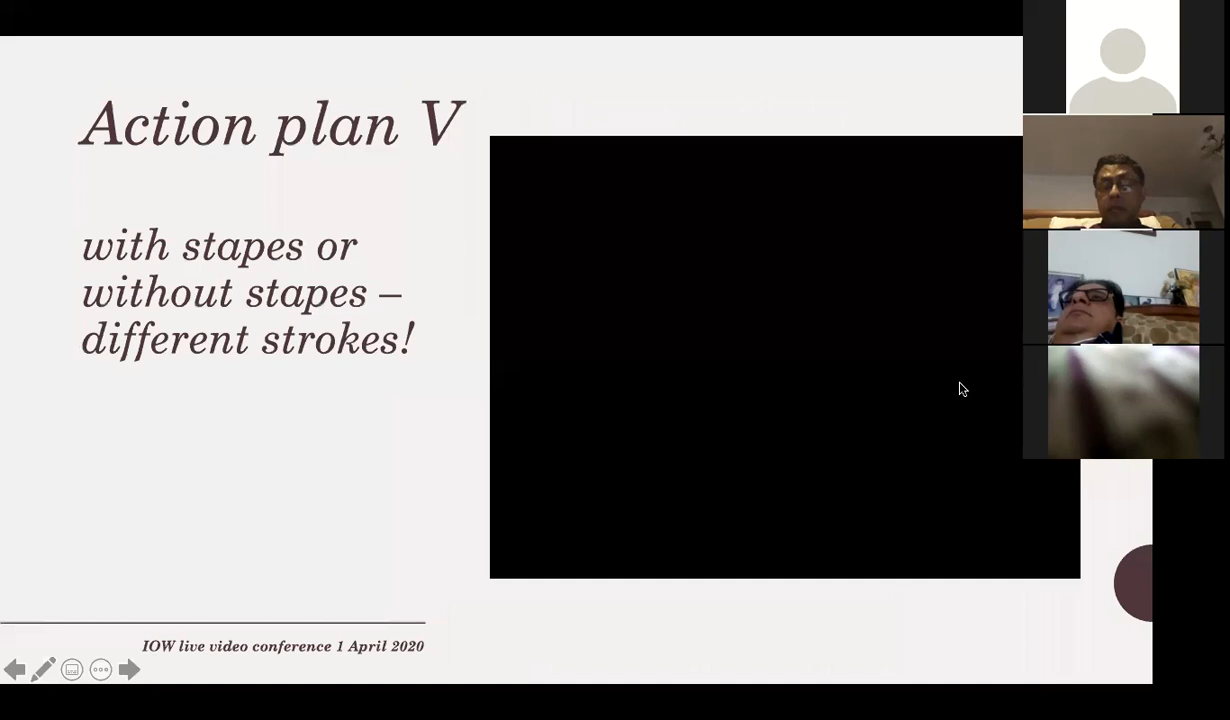 Action plan V
with stapes or
without stapes –
different strokes!
IOW live video conference 1 April 2020